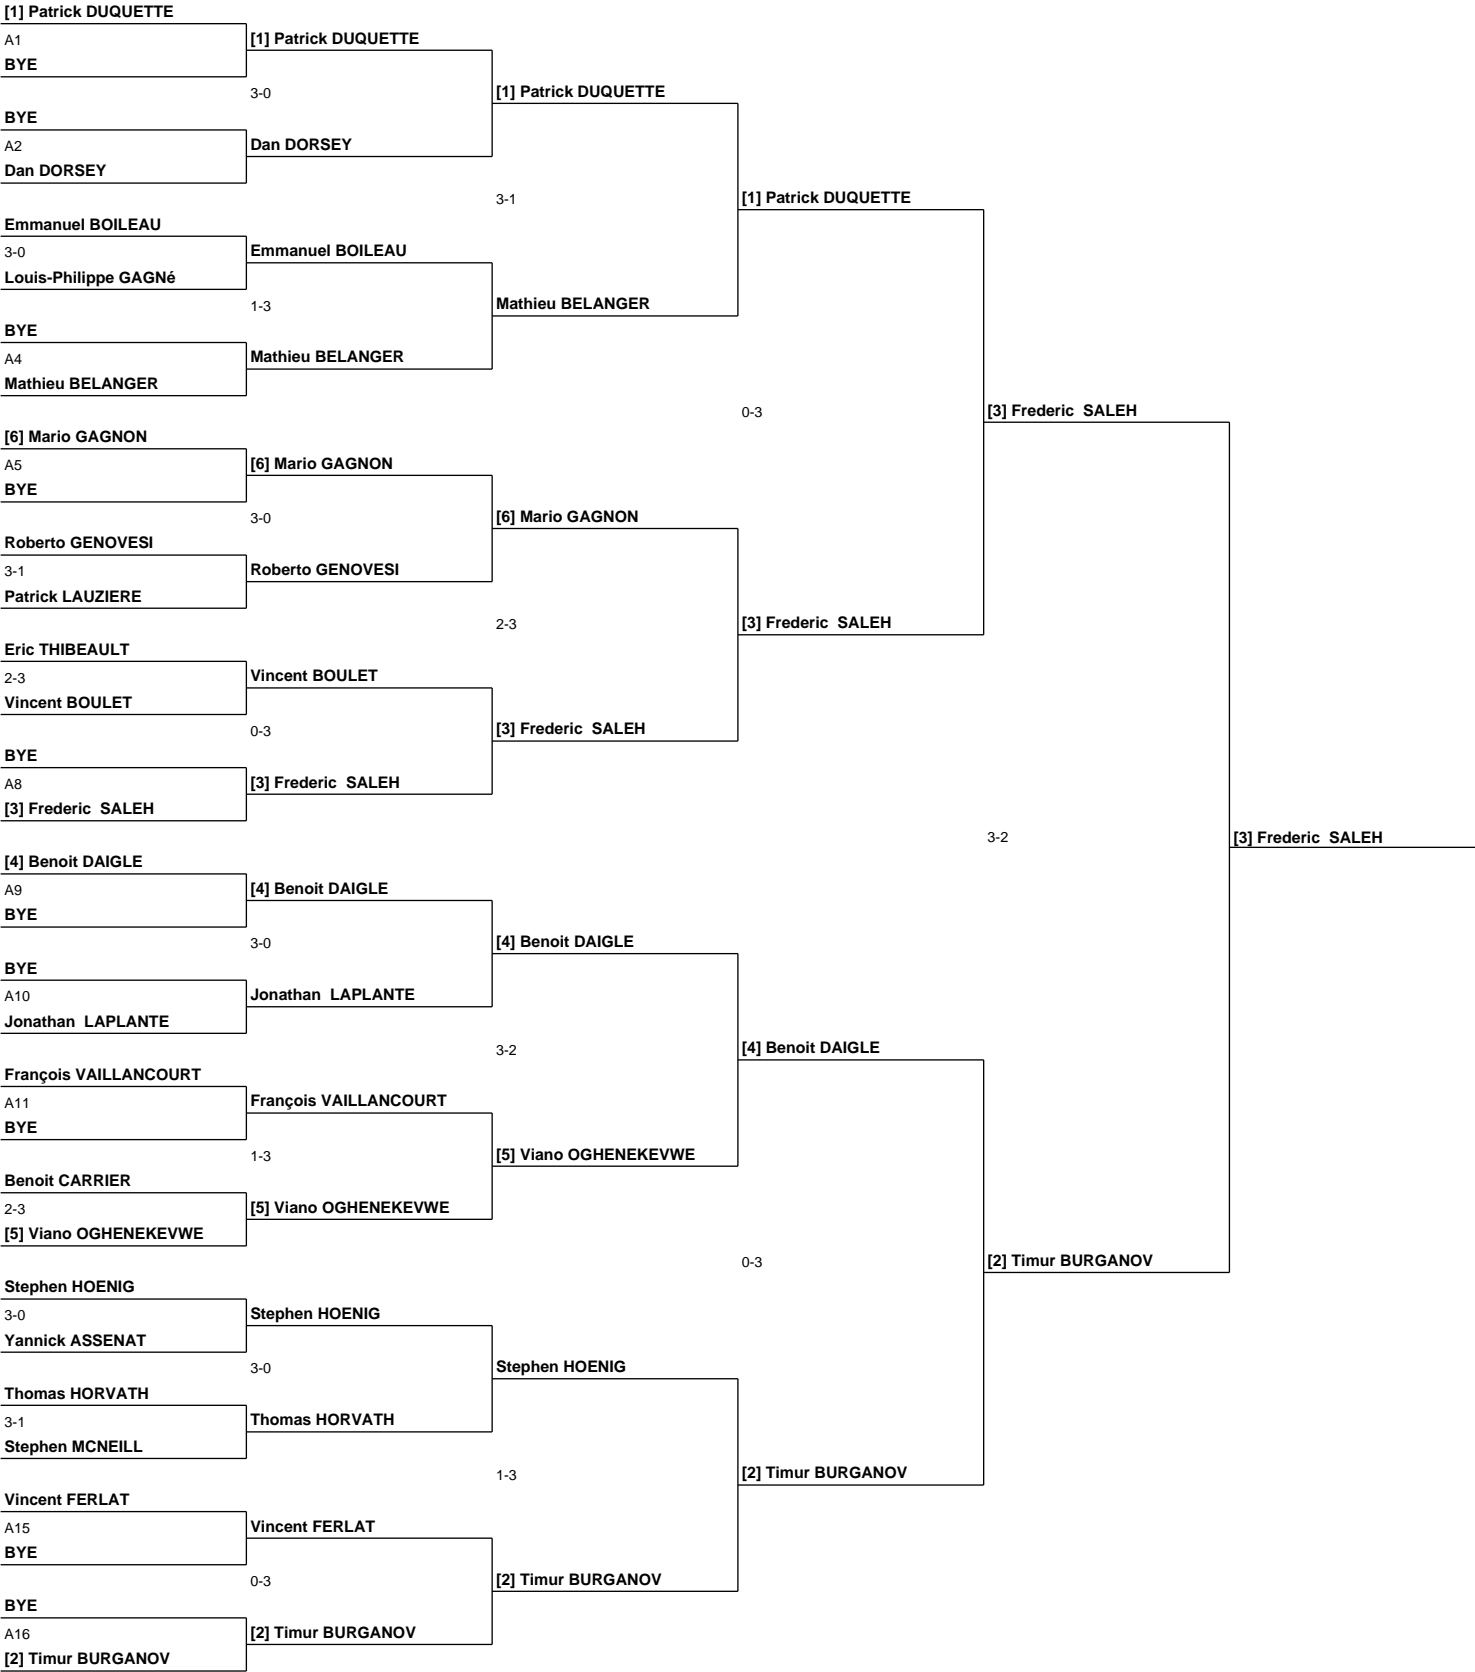 [1] Patrick DUQUETTE
A1
[1] Patrick DUQUETTE
BYE
3-0
[1] Patrick DUQUETTE
BYE
A2
Dan DORSEY
Dan DORSEY
3-1
[1] Patrick DUQUETTE
Emmanuel BOILEAU
3-0
Emmanuel BOILEAU
Louis-Philippe GAGNé
1-3
Mathieu BELANGER
BYE
A4
Mathieu BELANGER
Mathieu BELANGER
0-3
[3] Frederic SALEH
[6] Mario GAGNON
A5
[6] Mario GAGNON
BYE
3-0
[6] Mario GAGNON
Roberto GENOVESI
3-1
Roberto GENOVESI
Patrick LAUZIERE
2-3
[3] Frederic SALEH
Eric THIBEAULT
2-3
Vincent BOULET
Vincent BOULET
0-3
[3] Frederic SALEH
BYE
A8
[3] Frederic SALEH
[3] Frederic SALEH
3-2
[3] Frederic SALEH
[4] Benoit DAIGLE
A9
[4] Benoit DAIGLE
BYE
3-0
[4] Benoit DAIGLE
BYE
A10
Jonathan LAPLANTE
Jonathan LAPLANTE
3-2
[4] Benoit DAIGLE
François VAILLANCOURT
A11
François VAILLANCOURT
BYE
1-3
[5] Viano OGHENEKEVWE
Benoit CARRIER
2-3
[5] Viano OGHENEKEVWE
[5] Viano OGHENEKEVWE
0-3
[2] Timur BURGANOV
Stephen HOENIG
3-0
Stephen HOENIG
Yannick ASSENAT
3-0
Stephen HOENIG
Thomas HORVATH
3-1
Thomas HORVATH
Stephen MCNEILL
1-3
[2] Timur BURGANOV
Vincent FERLAT
A15
Vincent FERLAT
BYE
0-3
[2] Timur BURGANOV
BYE
A16
[2] Timur BURGANOV
[2] Timur BURGANOV